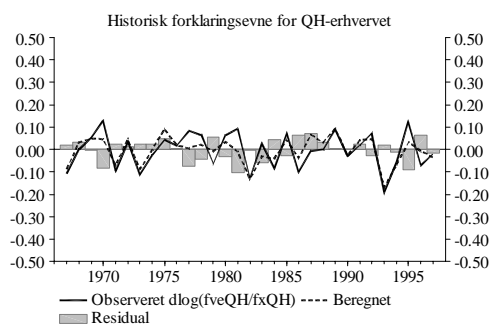 Historisk forklaringsevne for QH-erhvervet
0.50 0.50
0.40 0.40
0.30 0.30
0.20 0.20
0.10 0.10
0.00 0.00
-0.10 -0.10
-0.20 -0.20
-0.30 -0.30
-0.40 -0.40
-0.50 -0.50
1970 1975 1980 1985 1990 1995
Observeret dlog(fveQH/fxQH) Beregnet
Residual